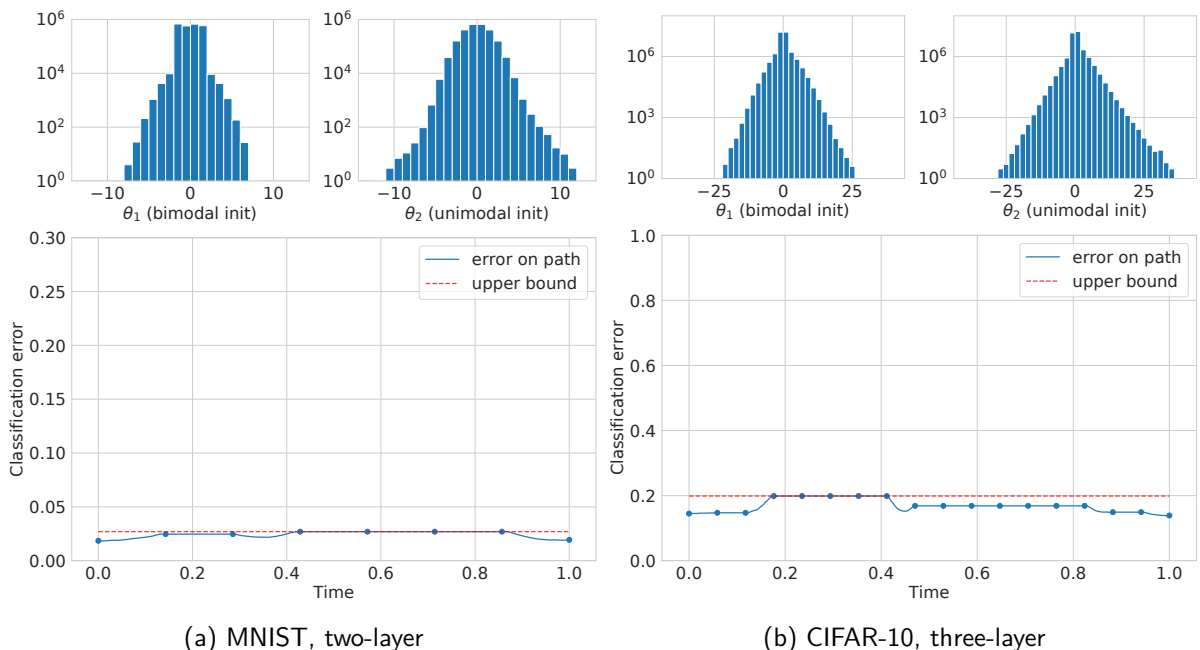 10^6
10^4
10^2
10^0
−10 0 10
θ1 (bimodal init)
10^6
10^4
10^2
10^0
−10 0 10
θ2 (unimodal init)
0.30
0.25
0.20
0.15
0.10
0.05
0.00
Classification error
error on path
upper bound
0.0 0.2 0.4 0.6 0.8 1.0
Time
(a) MNIST, two-layer
10^6
10^3
10^0
−25 0 25
θ1 (bimodal init)
10^6
10^3
10^0
−25 0 25
θ2 (unimodal init)
1.0
0.8
0.6
0.4
0.2
0.0
Classification error
error on path
upper bound
0.0 0.2 0.4 0.6 0.8 1.0
Time
(b) CIFAR-10, three-layer